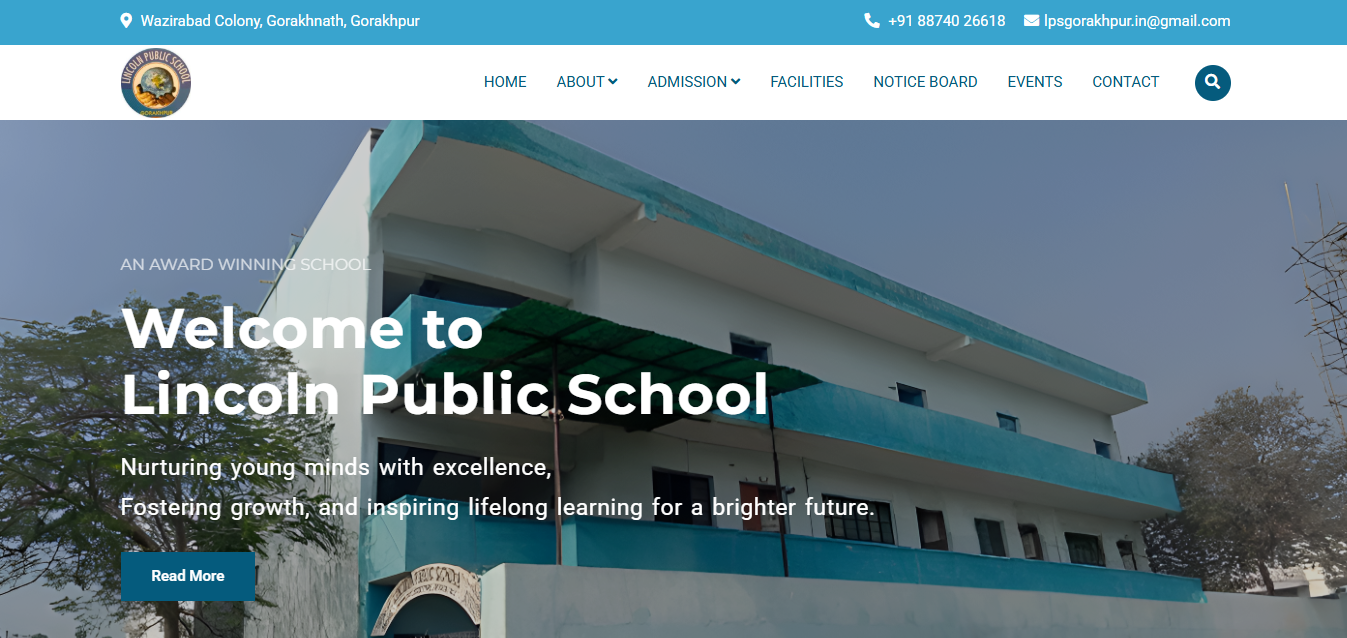 Wazirabad Colony, Gorakhnath, Gorakhpur
+91 88740 26618 lpsgorakhpur.in@gmail.com
LINCOLN PUBLIC SCHOOL
GORAKHPUR
HOME ABOUT ADMISSION FACILITIES NOTICE BOARD EVENTS CONTACT
AN AWARD WINNING SCHOOL
Welcome to
Lincoln Public School
Nurturing young minds with excellence,
Fostering growth, and inspiring lifelong learning for a brighter future.
Read More